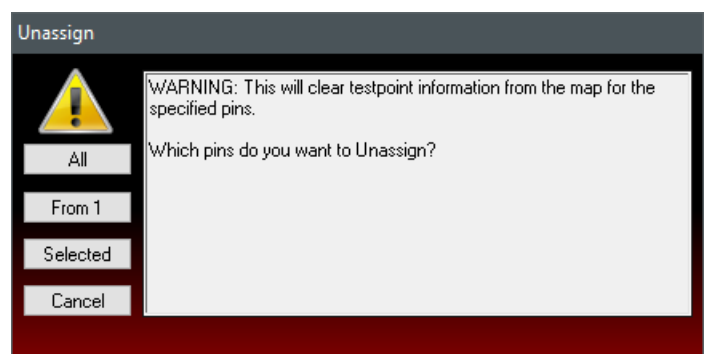 Unassign
WARNING: This will clear testpoint information from the map for the
specified pins.
Which pins do you want to Unassign?
All
From 1
Selected
Cancel